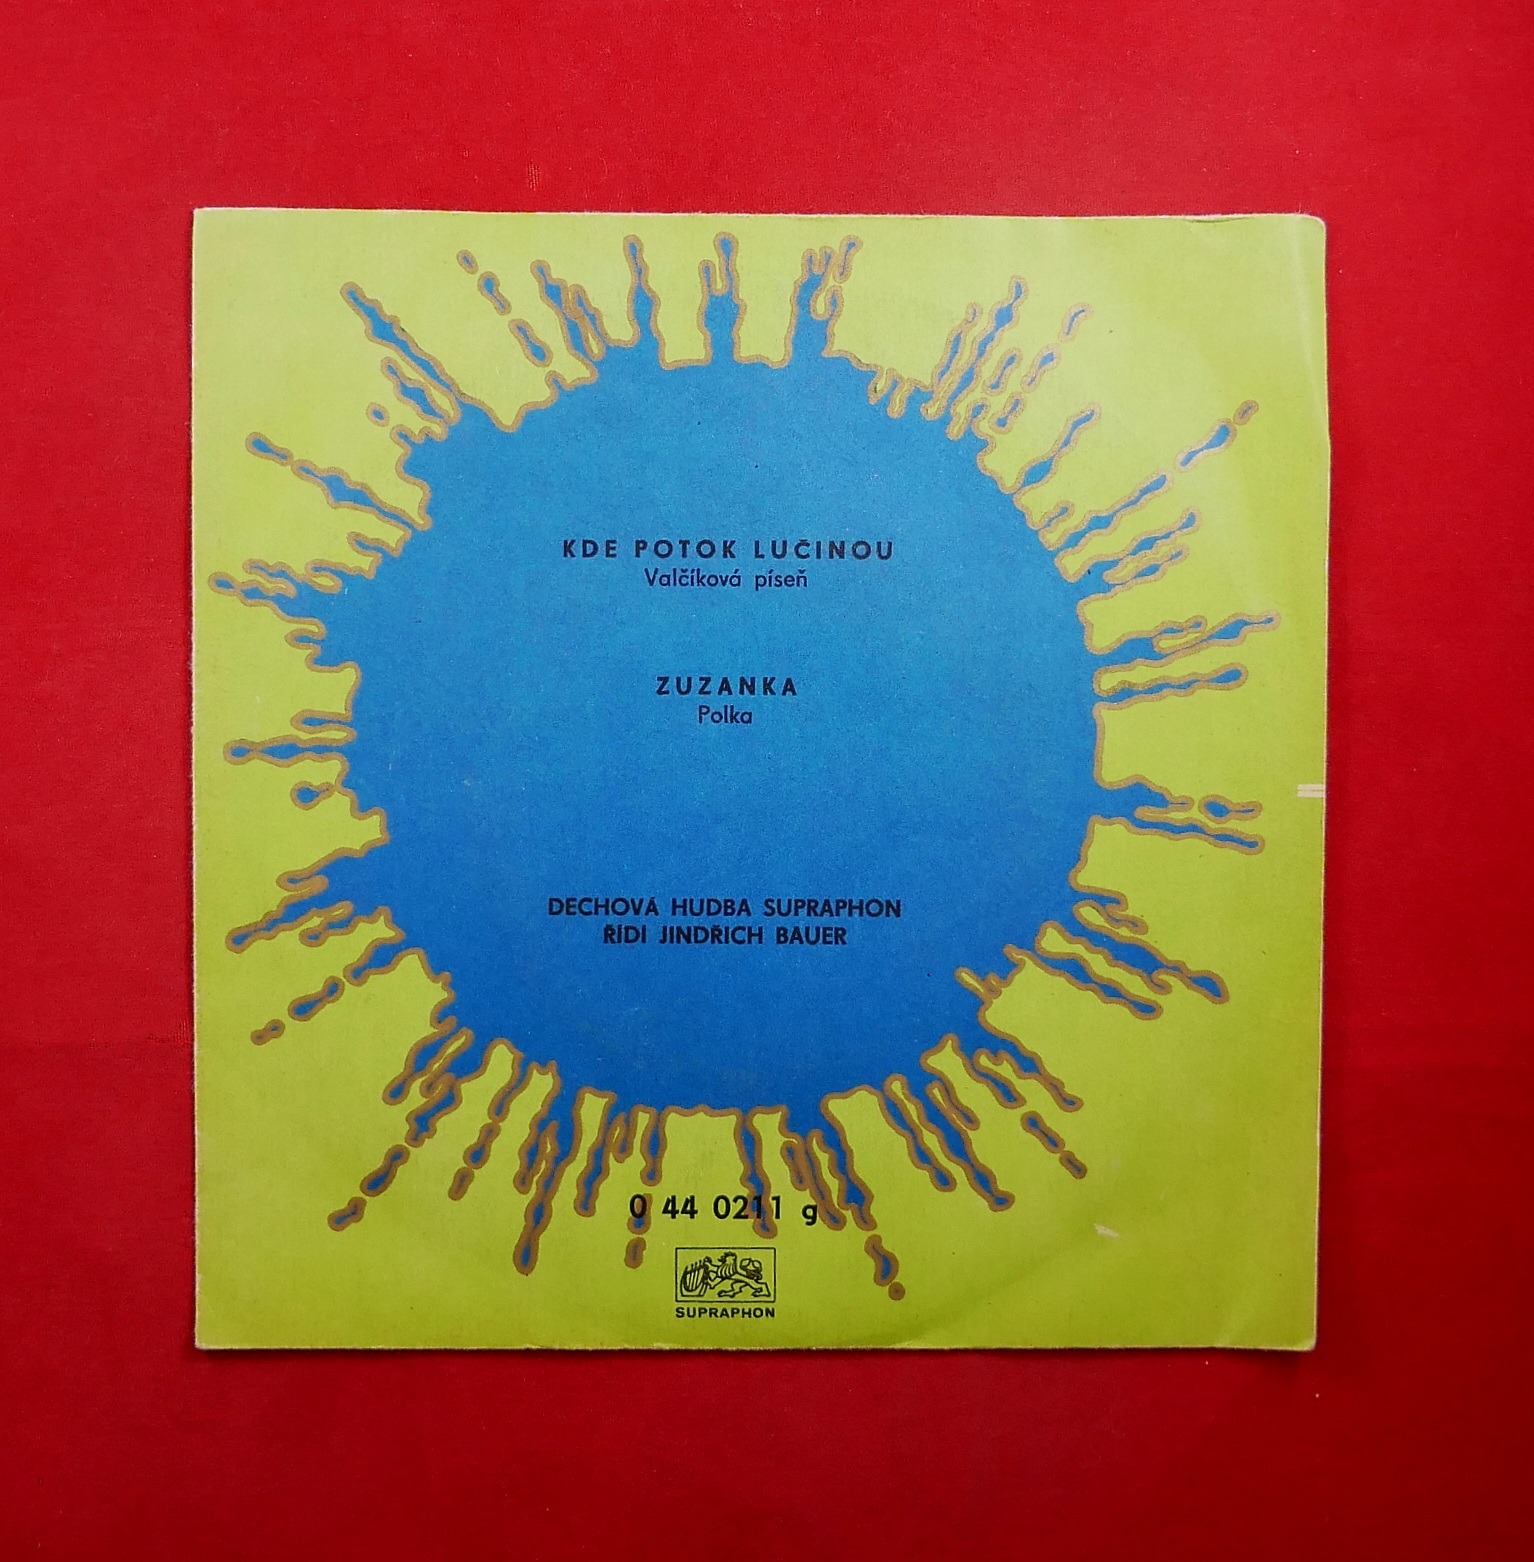 KDE POTOK LUČINOU
Valčíková píseň
ZUZANKA
Polka
DECHOVÁ HUDBA SUPRAPHON
ŘÍDÍ JINDŘICH BAUER
0 44 0211 g
SUPRAPHON